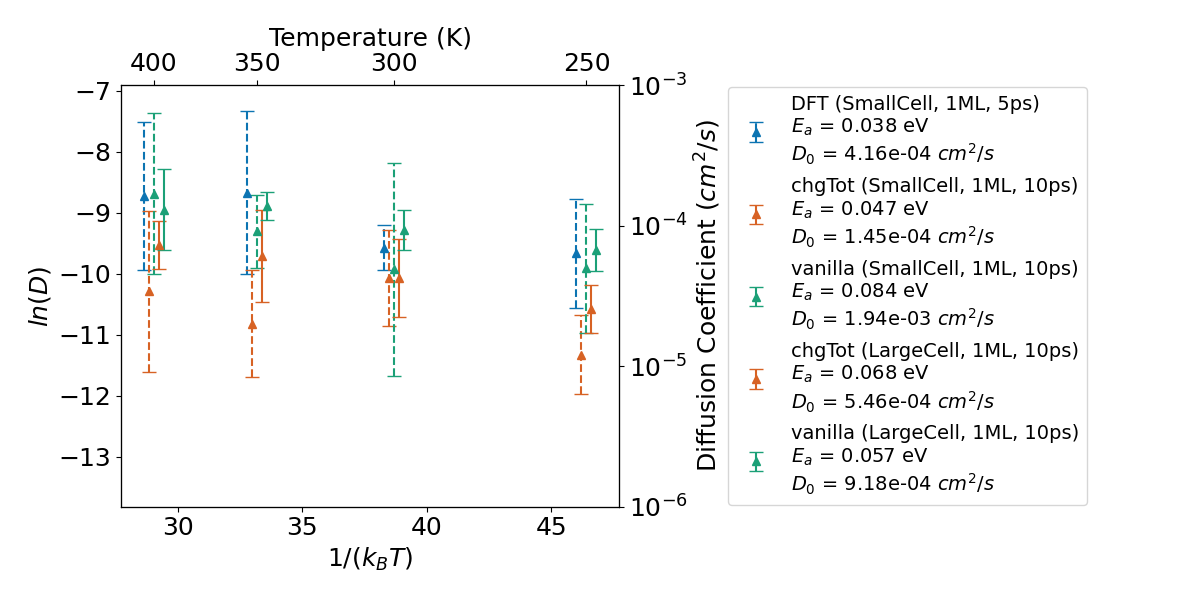 Temperature (K)
400 350 300 250
−7
−8
−9
−10
−11
−12
−13
ln(D)
30 35 40 45
1/(k_BT)
10^{-3}
10^{-4}
10^{-5}
10^{-6}
Diffusion Coefficient (cm^2/s)
DFT (SmallCell, 1ML, 5ps)
E_a = 0.038 eV
D_0 = 4.16e-04 cm^2/s
chgTot (SmallCell, 1ML, 10ps)
E_a = 0.047 eV
D_0 = 1.45e-04 cm^2/s
vanilla (SmallCell, 1ML, 10ps)
E_a = 0.084 eV
D_0 = 1.94e-03 cm^2/s
chgTot (LargeCell, 1ML, 10ps)
E_a = 0.068 eV
D_0 = 5.46e-04 cm^2/s
vanilla (LargeCell, 1ML, 10ps)
E_a = 0.057 eV
D_0 = 9.18e-04 cm^2/s